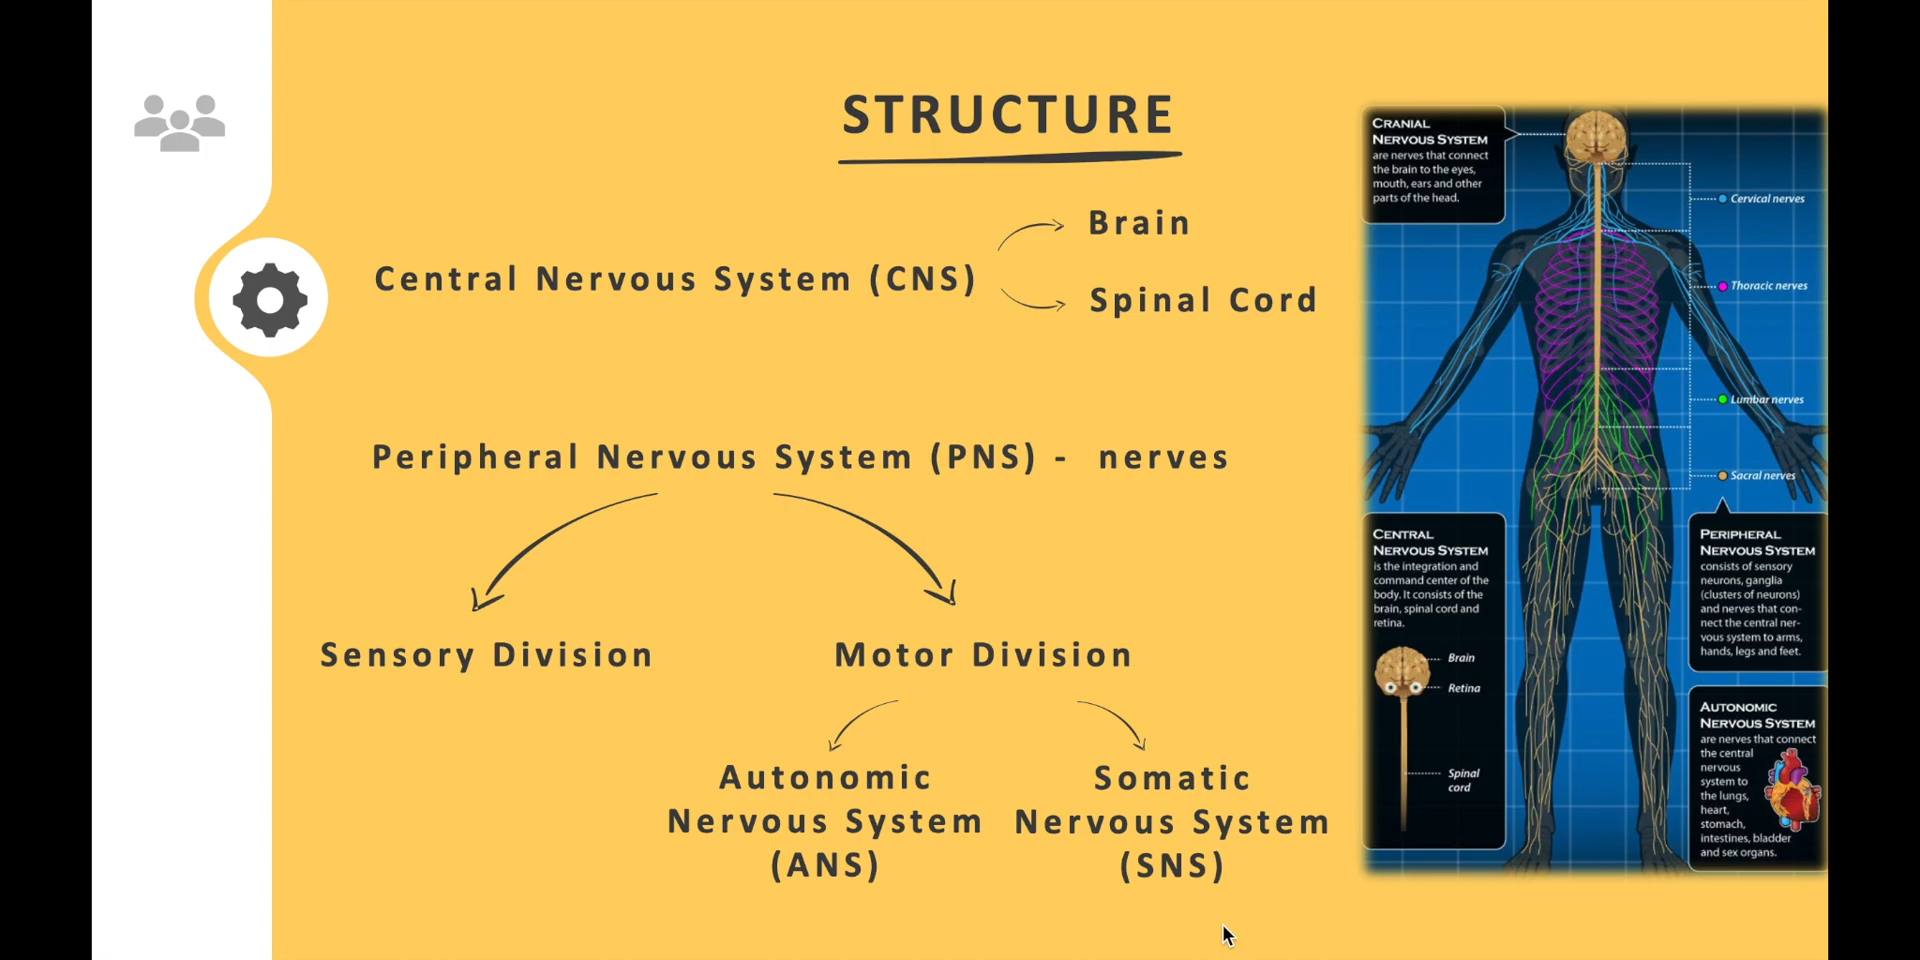 STRUCTURE
Central Nervous System (CNS)
Brain
Spinal Cord
Peripheral Nervous System (PNS) - nerves
Sensory Division
Motor Division
Autonomic
Nervous System
(ANS)
Somatic
Nervous System
(SNS)
CRANIAL
NERVOUS SYSTEM
are nerves that connect
the brain to the eyes,
mouth, ears and other
parts of the head.
Cervical nerves
Thoracic nerves
Lumbar nerves
Sacral nerves
CENTRAL
NERVOUS SYSTEM
is the integration and
command center of the
body. It consists of the
brain, spinal cord and
retina.
Brain
Retina
Spinal
cord
PERIPHERAL
NERVOUS SYSTEM
consists of sensory
neurons, ganglia
(clusters of neurons)
and nerves that con-
nect the central ner-
vous system to arms,
hands, legs and feet.
AUTONOMIC
NERVOUS SYSTEM
are nerves that connect
the central
nervous
system to
the lungs,
heart,
stomach,
intestines, bladder
and sex organs.